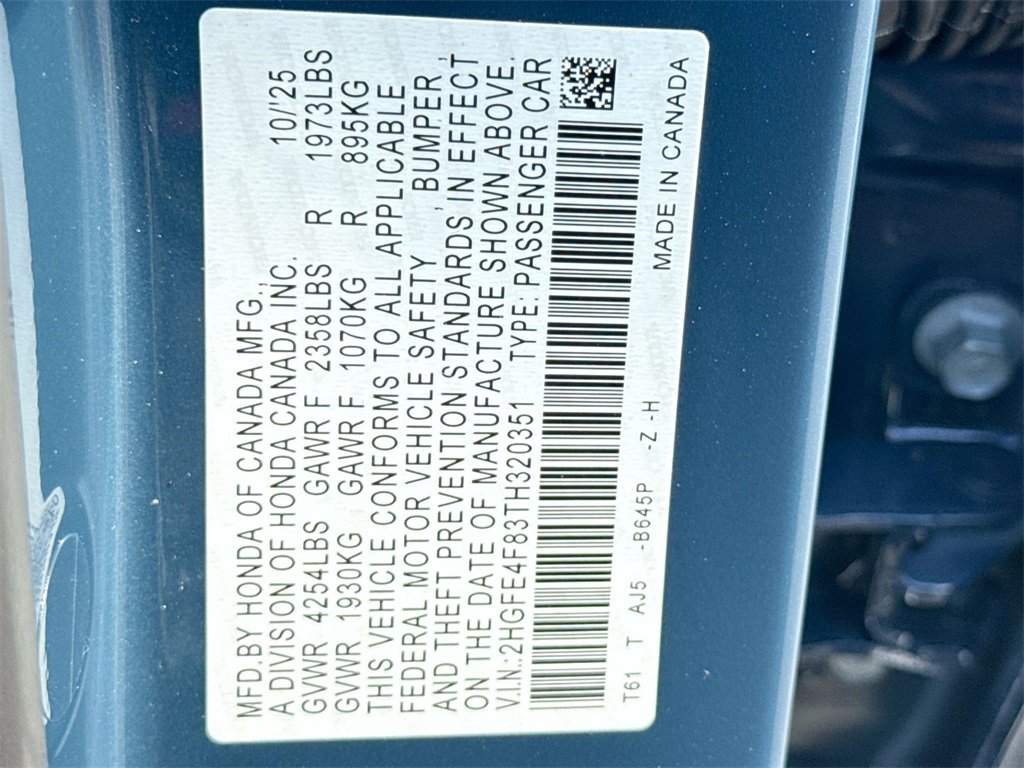 MFD.BY HONDA OF CANADA MFG., 10/'25
A DIVISION OF HONDA CANADA INC.
GVWR 4254LBS GAWR F 2358LBS R 1973LBS
GVWR 1930KG GAWR F 1070KG R 895KG
THIS VEHICLE CONFORMS TO ALL APPLICABLE
FEDERAL MOTOR VEHICLE SAFETY , BUMPER ,
AND THEFT PREVENTION STANDARDS IN EFFECT
ON THE DATE OF MANUFACTURE SHOWN ABOVE.
V.I.N.:2HGFE4F83TH320351 TYPE:PASSENGER CAR
MADE IN CANADA
T61 T AJ5 -B645P -Z -H